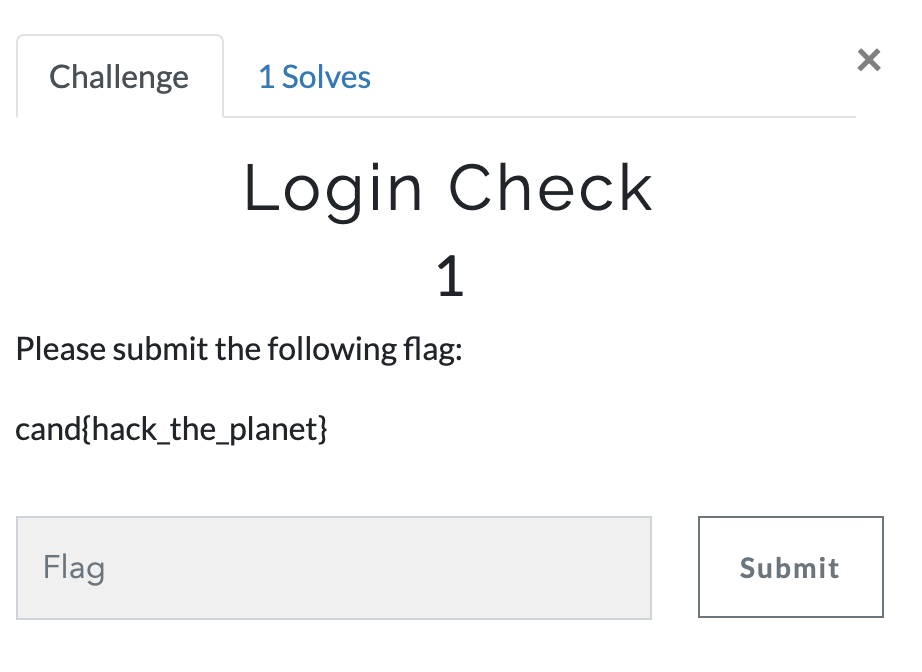 Challenge
1 Solves
×
Login Check
1
Please submit the following flag:
cand{hack_the_planet}
Flag
Submit